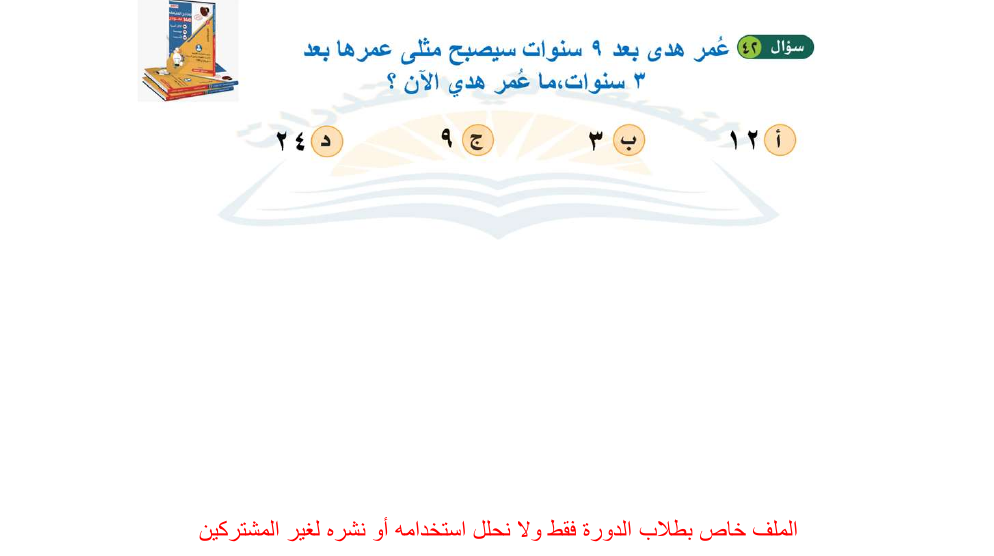 سؤال ٤٢ عُمر هدى بعد ٩ سنوات سيصبح مثلى عمرها بعد
٣ سنوات،ما عُمر هدي الآن ؟
أ ١٢ ب ٣ ج ٩ د ٢٤
الملف خاص بطلاب الدورة فقط ولا نحلل استخدامه أو نشره لغير المشتركين